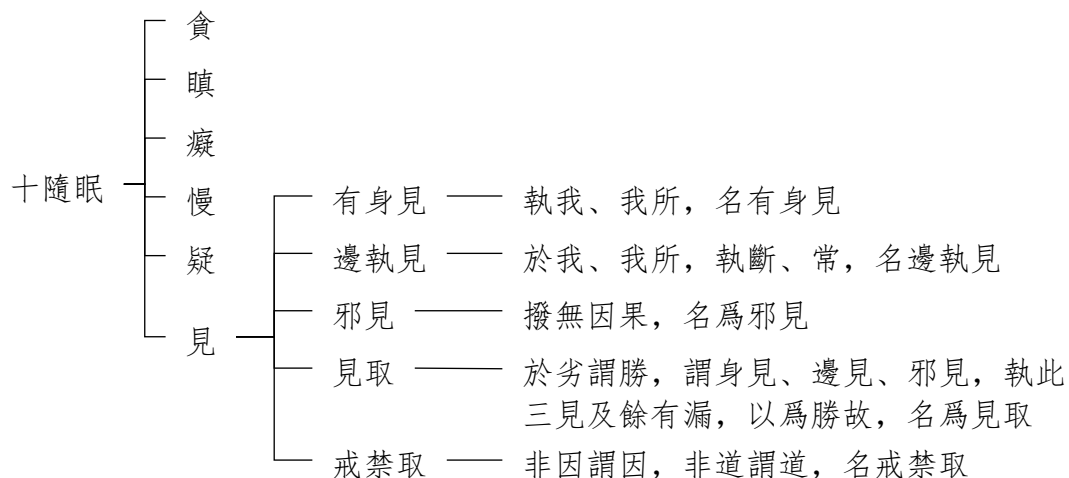 貪
瞋
癡
十隨眠
慢
有身見
執我、我所，名有身見
疑
邊執見
於我、我所，執斷、常，名邊執見
邪見
撥無因果，名爲邪見
見
見取
於劣謂勝，謂身見、邊見、邪見，執此
三見及餘有漏，以爲勝故，名爲見取
戒禁取
非因謂因，非道謂道，名戒禁取